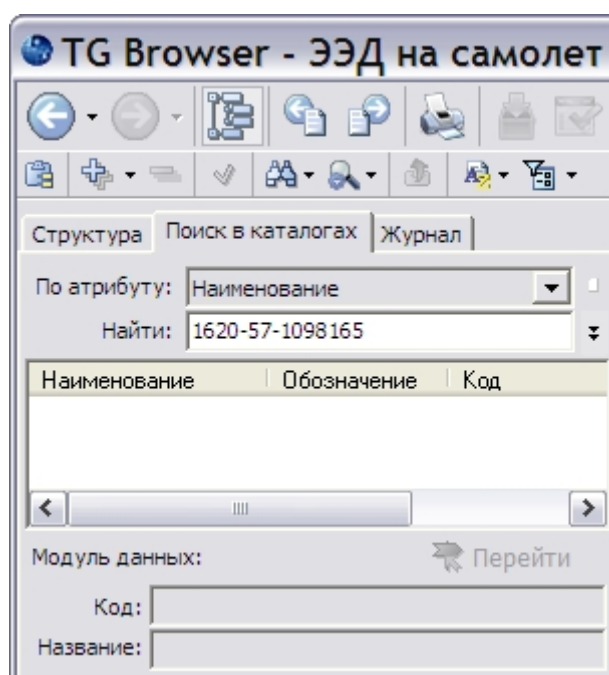 TG Browser - ЭЭД на самолет
Структура Поиск в каталогах Журнал
По атрибуту: Наименование
Найти: 1620-57-1098165
Наименование Обозначение Код
Модуль данных: Перейти
Код:
Название: